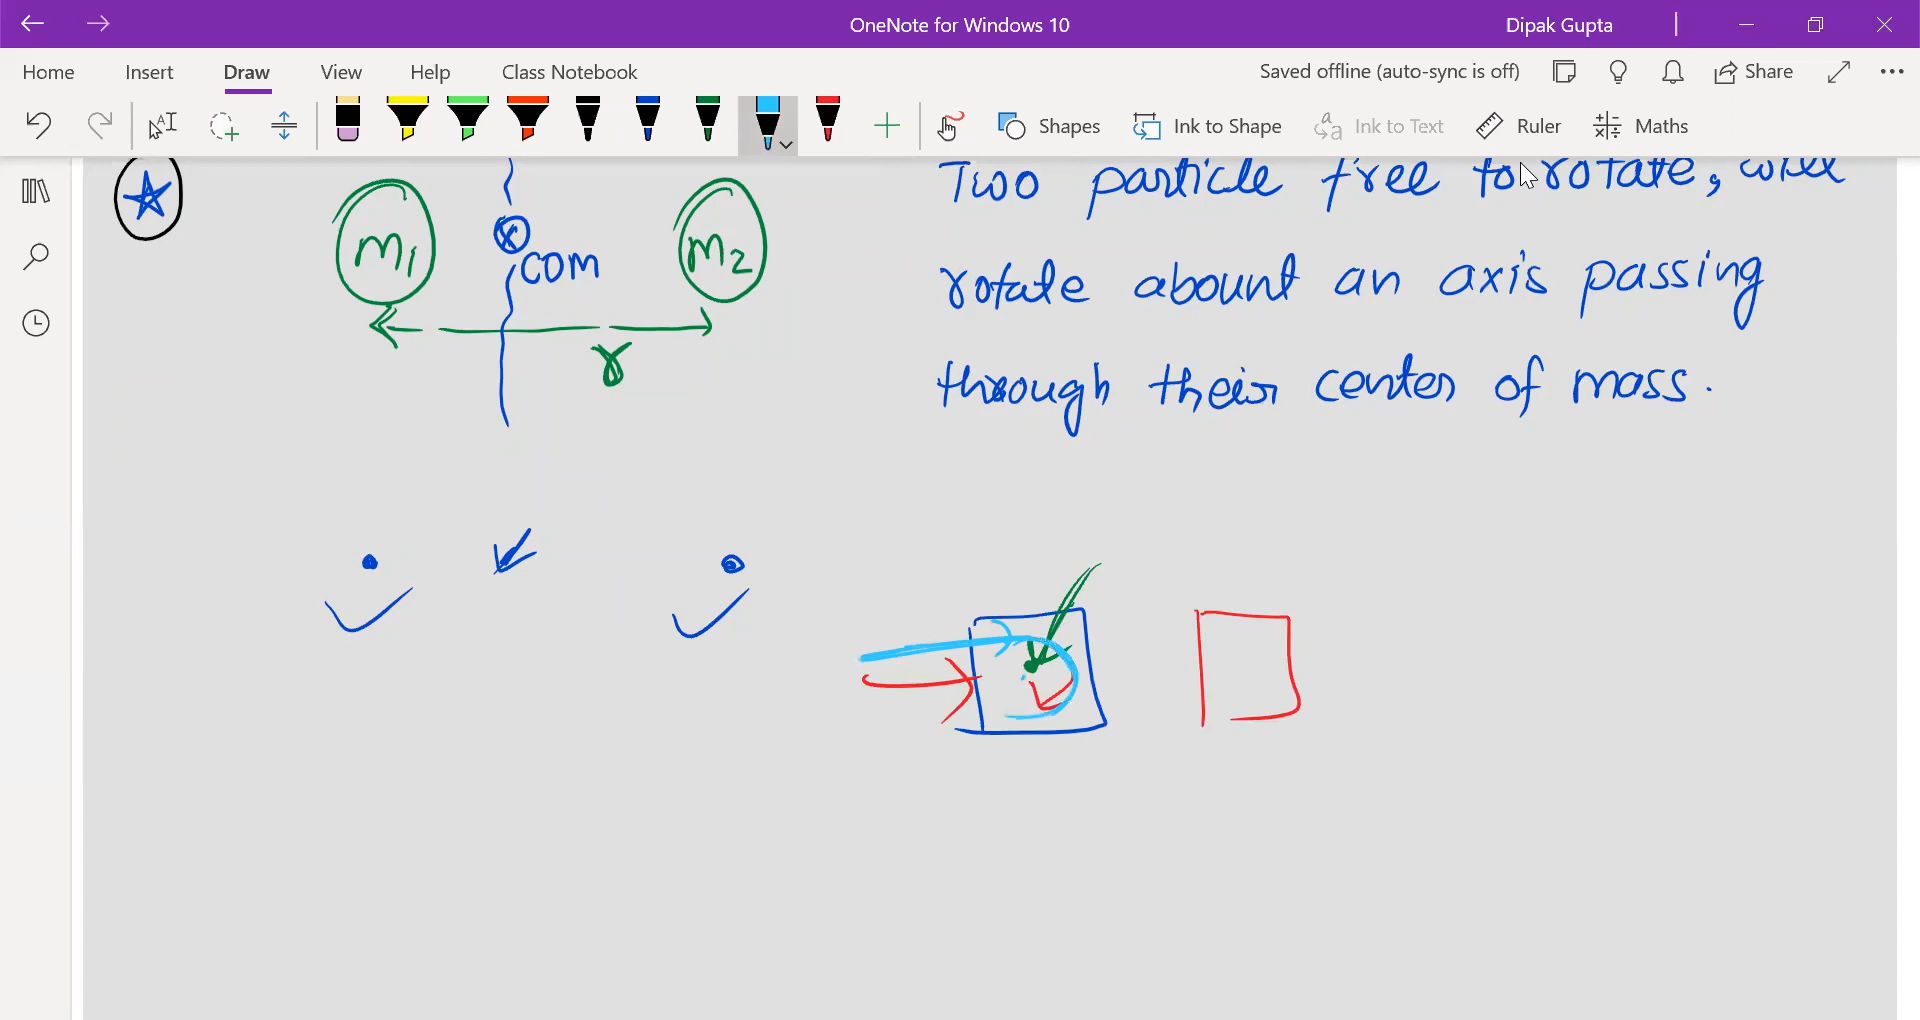 OneNote for Windows 10
Dipak Gupta
Home Insert Draw View Help Class Notebook
Saved offline (auto-sync is off) Share
Shapes Ink to Shape Ink to Text Ruler Maths
m1 COM m2
r
Two particle free to rotate, will
rotate abount an axis passing
through their center of mass.